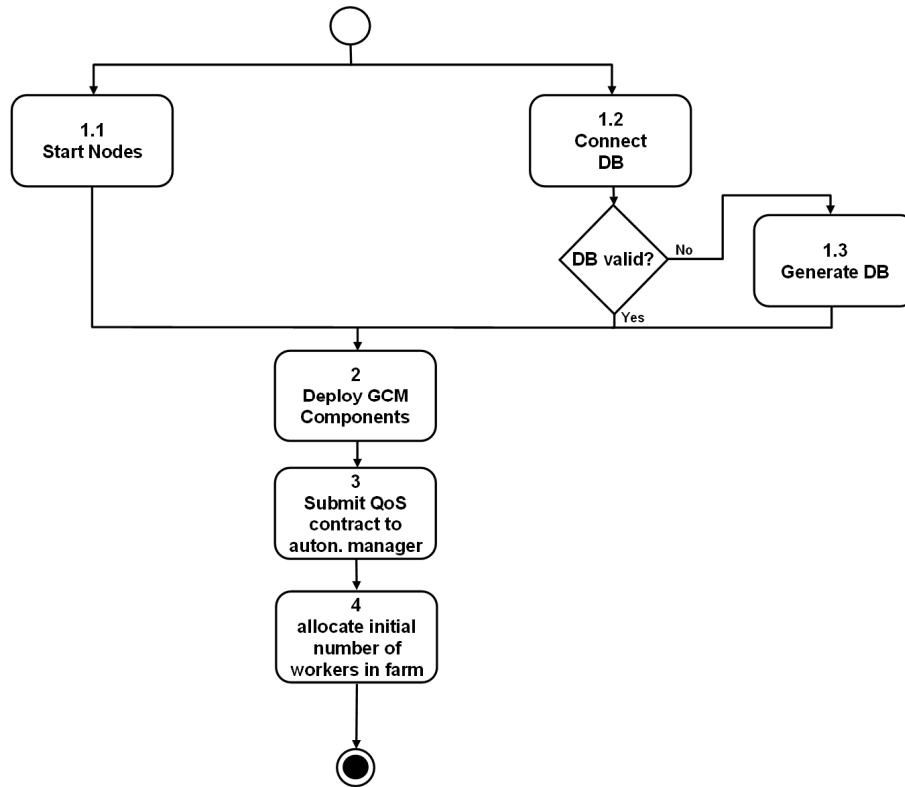 1.1
Start Nodes
1.2
Connect
DB
DB valid?
No
1.3
Generate DB
Yes
2
Deploy GCM
Components
3
Submit QoS
contract to
auton. manager
4
allocate initial
number of
workers in farm